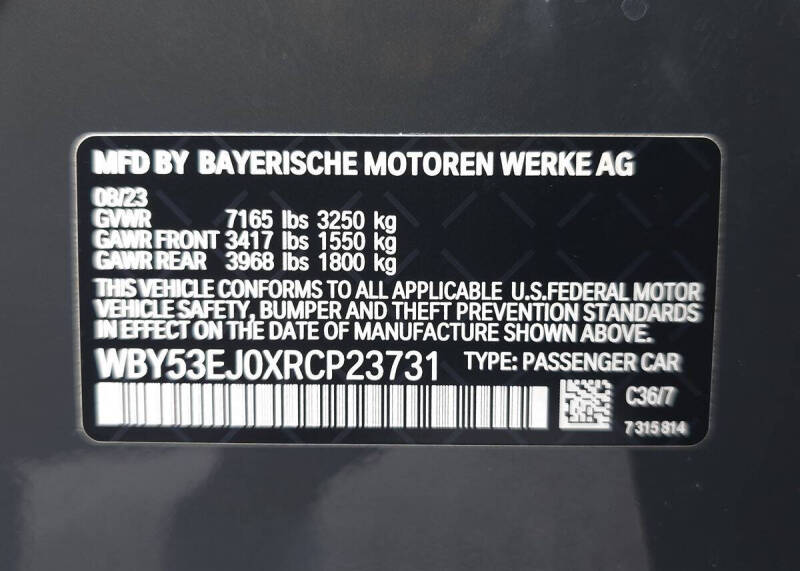 MFD BY BAYERISCHE MOTOREN WERKE AG
08/23
GVWR 7165 lbs 3250 kg
GAWR FRONT 3417 lbs 1550 kg
GAWR REAR 3968 lbs 1800 kg
THIS VEHICLE CONFORMS TO ALL APPLICABLE U.S.FEDERAL MOTOR
VEHICLE SAFETY, BUMPER AND THEFT PREVENTION STANDARDS
IN EFFECT ON THE DATE OF MANUFACTURE SHOWN ABOVE.
WBY53EJ0XRCP23731 TYPE: PASSENGER CAR
C36/7
7 315 814